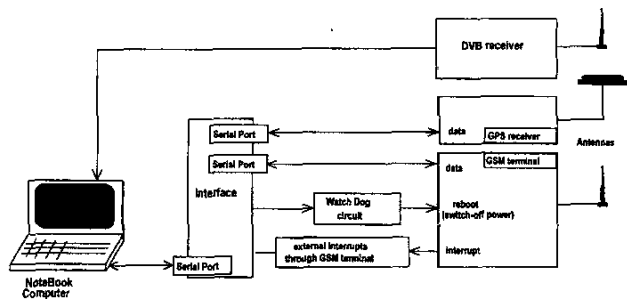 DVB receiver
Serial Port
data
GPS receiver
Antennas
Serial Port
GSM terminal
data
Interface
Watch Dog
circuit
reboot
(switch-off power)
external interrupts
through GSM terminal
interrupt
Serial Port
NoteBook
Computer